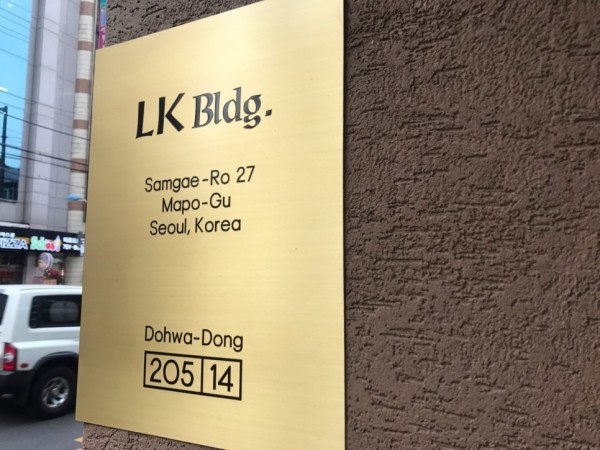 LK Bldg.
Samgae-Ro 27
Mapo-Gu
Seoul, Korea
Dohwa-Dong
205 14
PIZZA